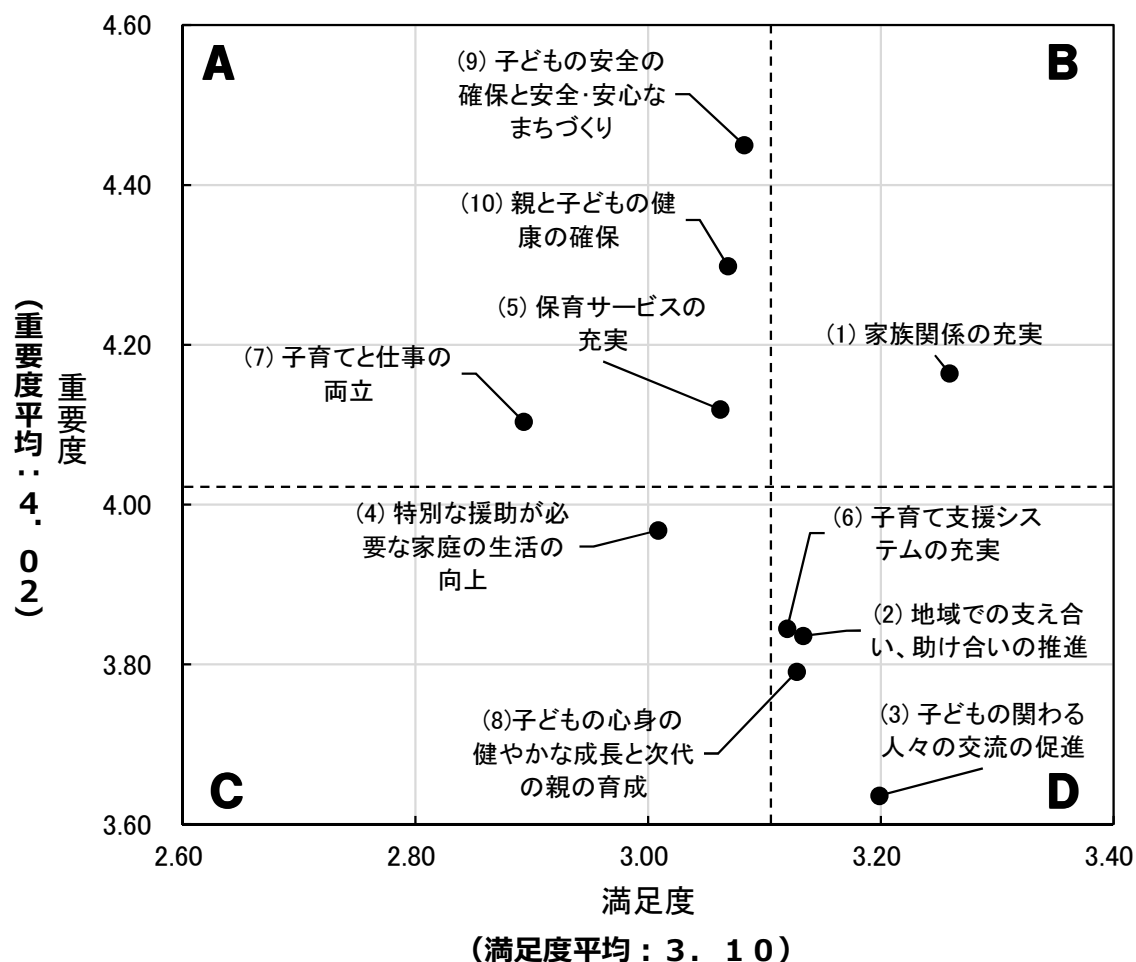 4.60
4.40
4.20
4.00
3.80
3.60
2.60
2.80
3.00
3.20
3.40
A
B
C
D
(9) 子どもの安全の
確保と安全・安心な
まちづくり
(10) 親と子どもの健
康の確保
(5) 保育サービスの
充実
(1) 家族関係の充実
(7) 子育てと仕事の
両立
(4) 特別な援助が必
要な家庭の生活の
向上
(6) 子育て支援シス
テムの充実
(2) 地域での支え合
い、助け合いの推進
(8)子どもの心身の
健やかな成長と次代
の親の育成
(3) 子どもの関わる
人々の交流の促進
重要度
(重要度平均:4.02)
満足度
(満足度平均:3.10)